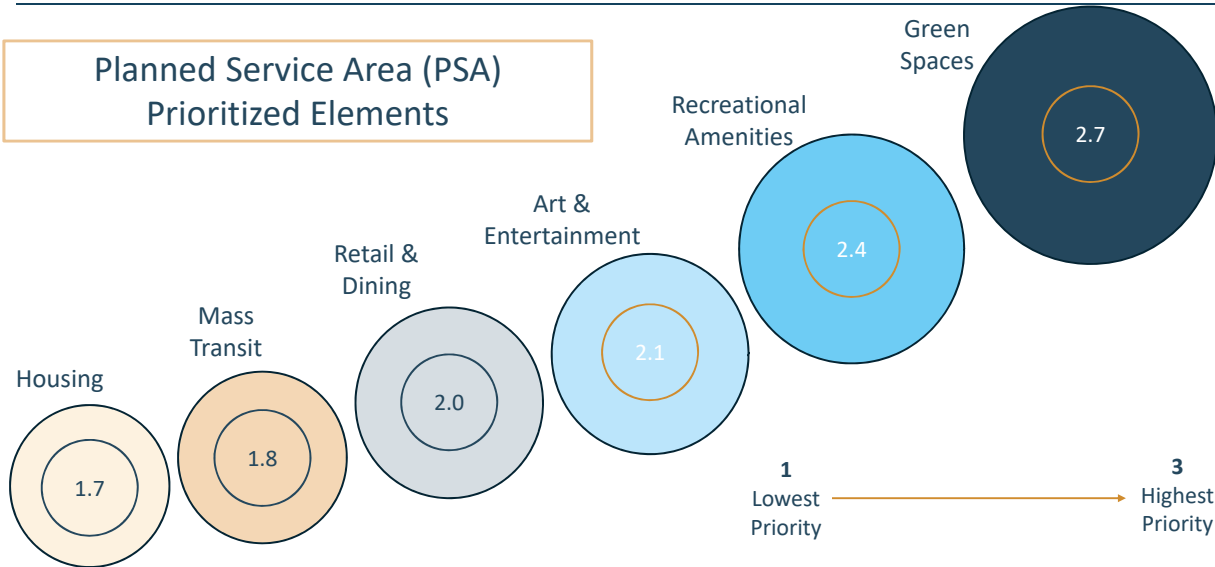 Planned Service Area (PSA)
Prioritized Elements
Housing
1.7
Mass
Transit
1.8
Retail &
Dining
2.0
Art &
Entertainment
2.1
Recreational
Amenities
2.4
Green
Spaces
2.7
1
Lowest
Priority
3
Highest
Priority